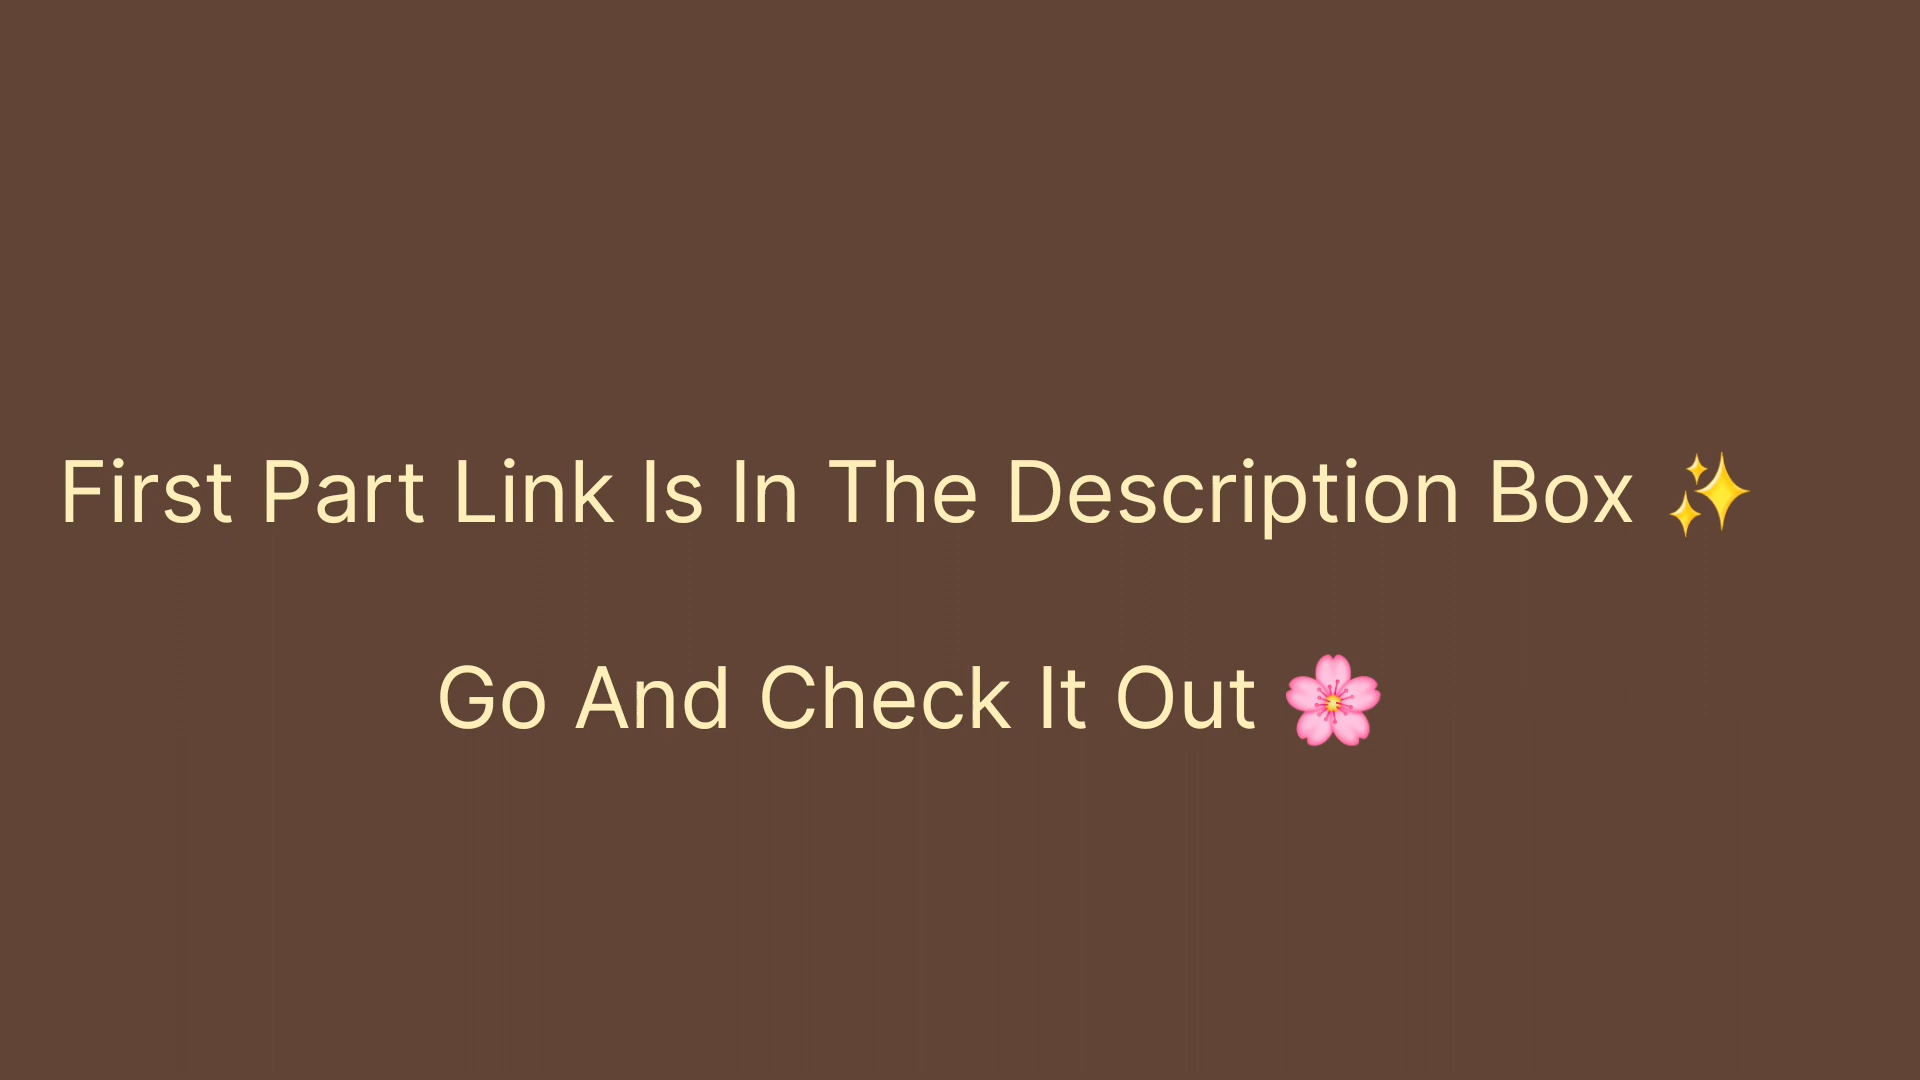 First Part Link Is In The Description Box ✨
Go And Check It Out 🌸